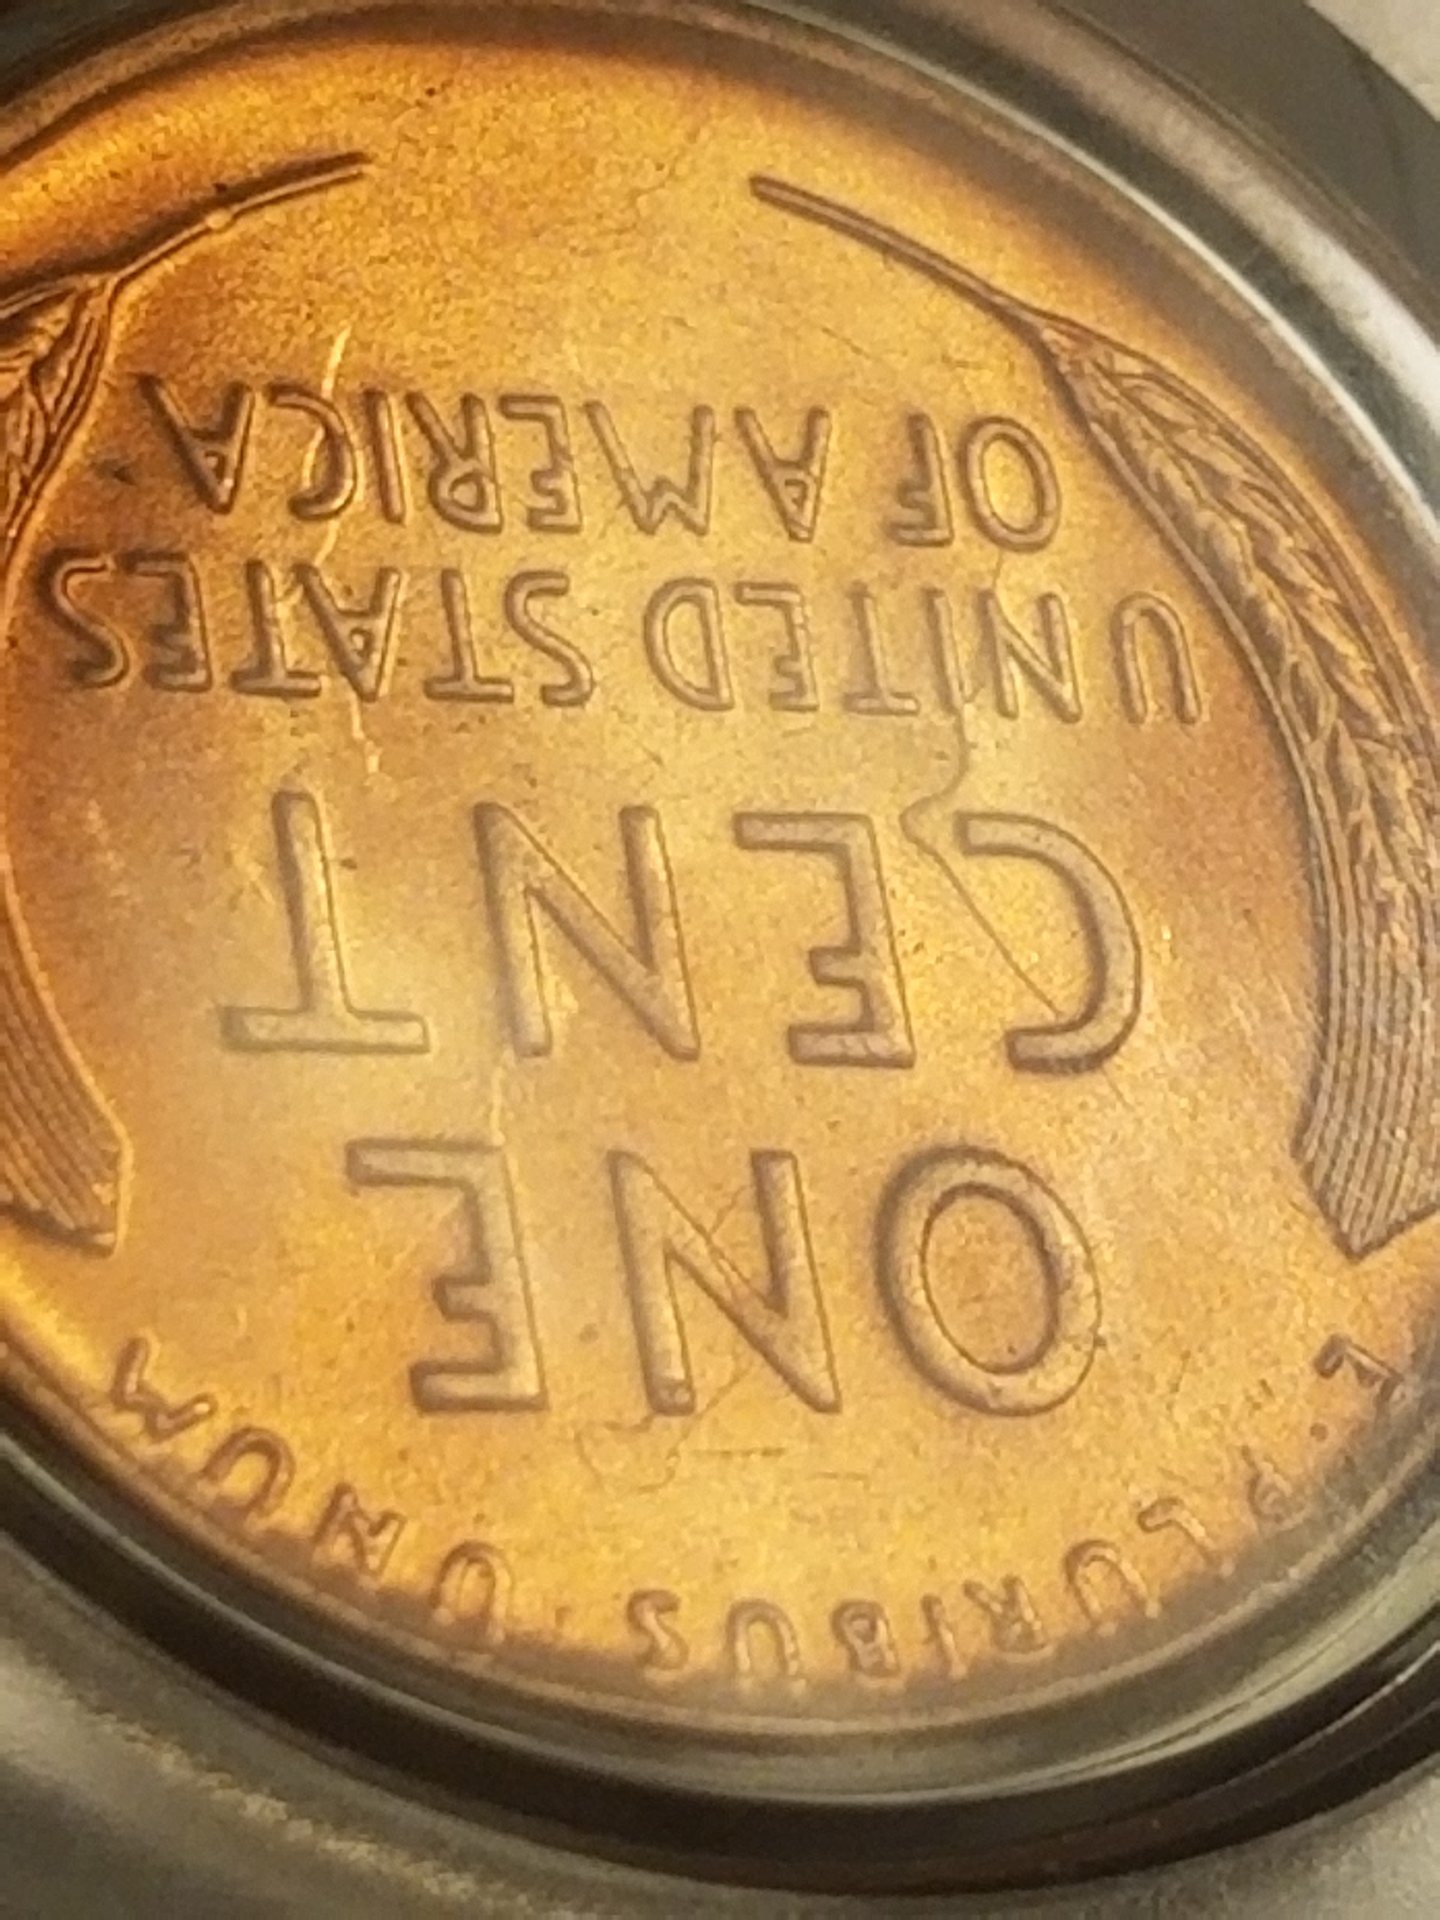 E · PLURIBUS · UNUM
ONE
CENT
UNITED STATES
OF AMERICA